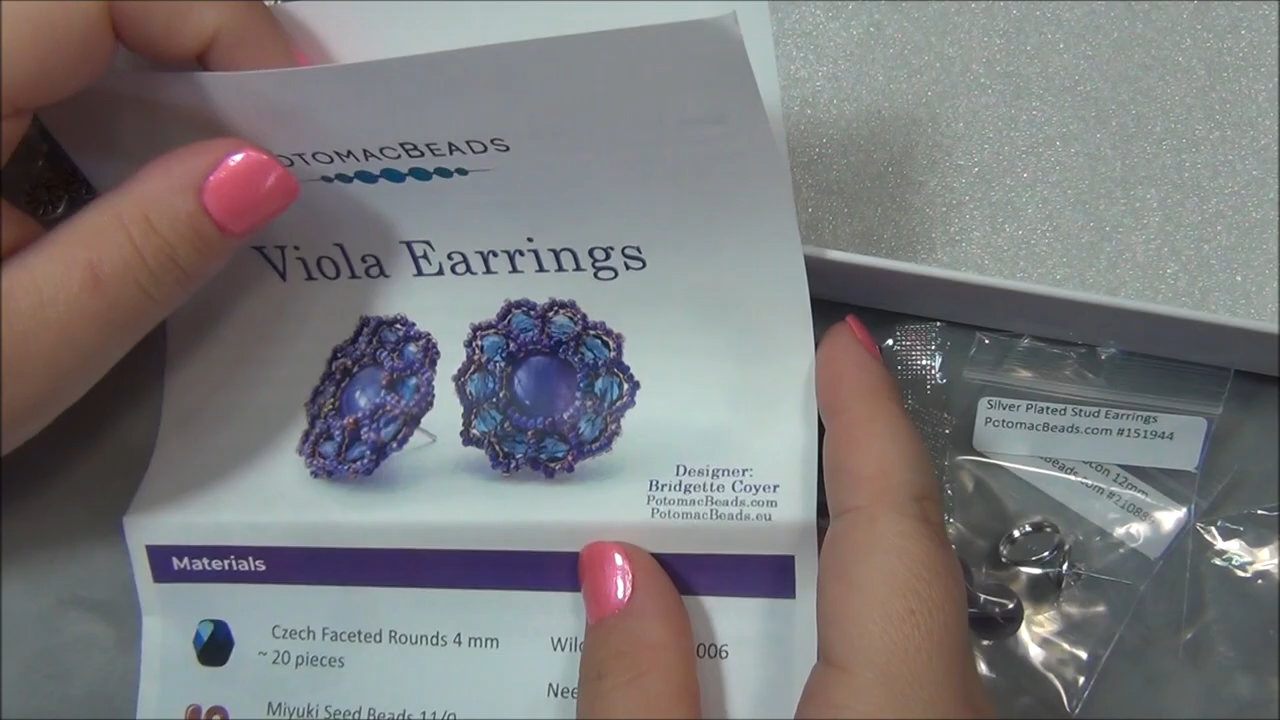 OTOMACBEADS
Viola Earrings
Designer:
Bridgette Coyer
PotomacBeads.com
PotomacBeads.eu
Materials
Czech Faceted Rounds 4 mm
~ 20 pieces
Miyuki Seed Beads 11/0
006
Silver Plated Stud Earrings
PotomacBeads.com #151944
12mm